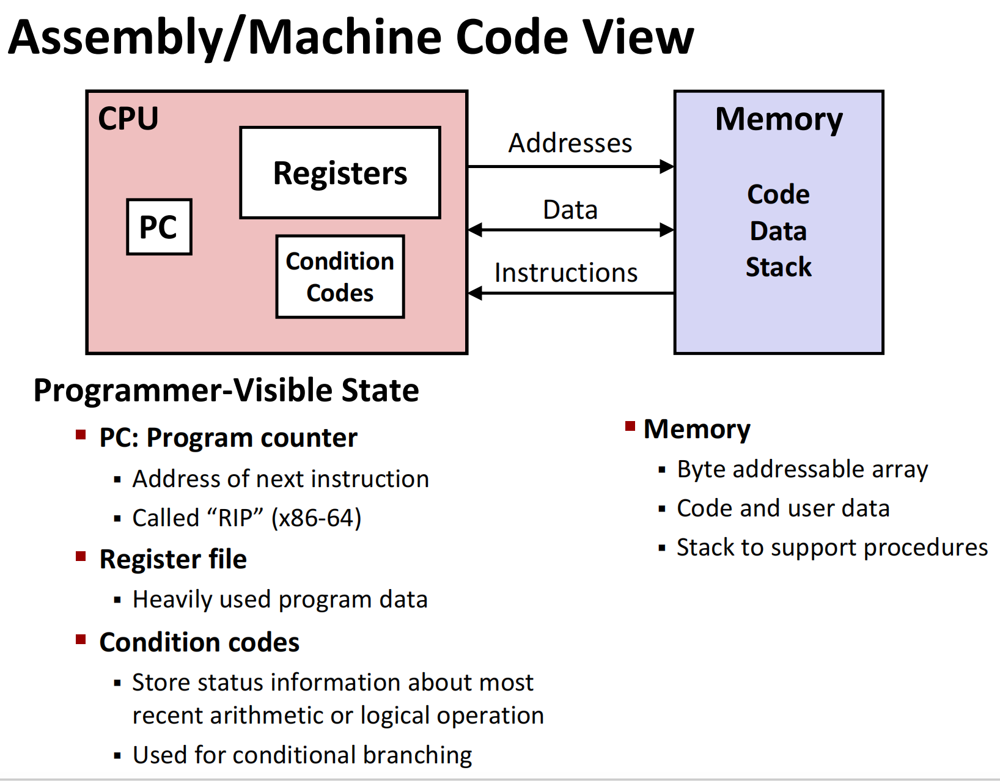 Assembly/Machine Code View
CPU
Registers
PC
Condition
Codes
Addresses
Data
Instructions
Memory
Code
Data
Stack
Programmer-Visible State
PC: Program counter
Address of next instruction
Called “RIP” (x86-64)
Register file
Heavily used program data
Condition codes
Store status information about most
recent arithmetic or logical operation
Used for conditional branching
Memory
Byte addressable array
Code and user data
Stack to support procedures